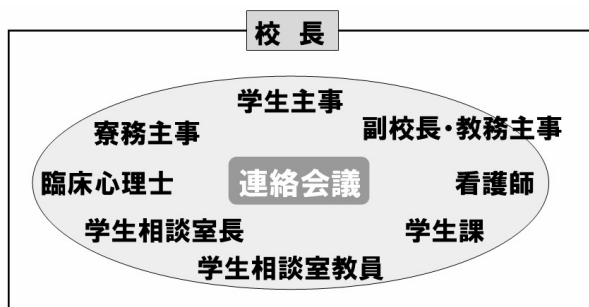 校長
学生主事
寮務主事
副校長・教務主事
臨床心理士
連絡会議
看護師
学生相談室長
学生課
学生相談室教員